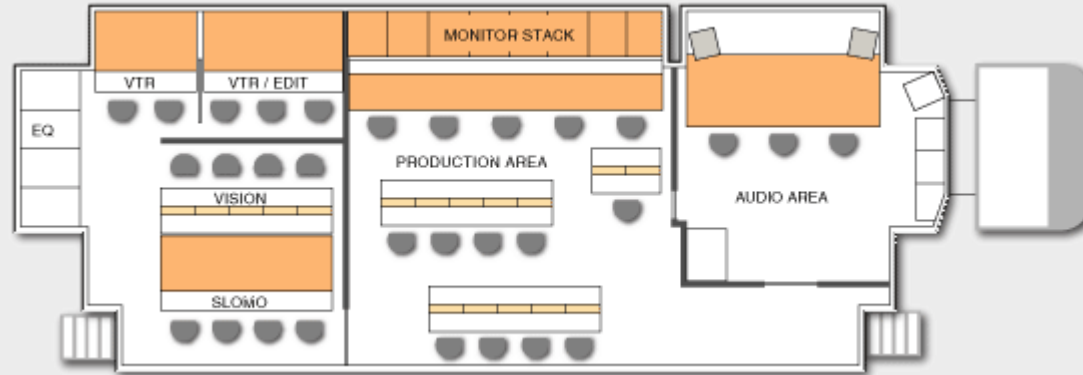 MONITOR STACK
VTR
VTR / EDIT
EQ
PRODUCTION AREA
VISION
AUDIO AREA
SLOMO